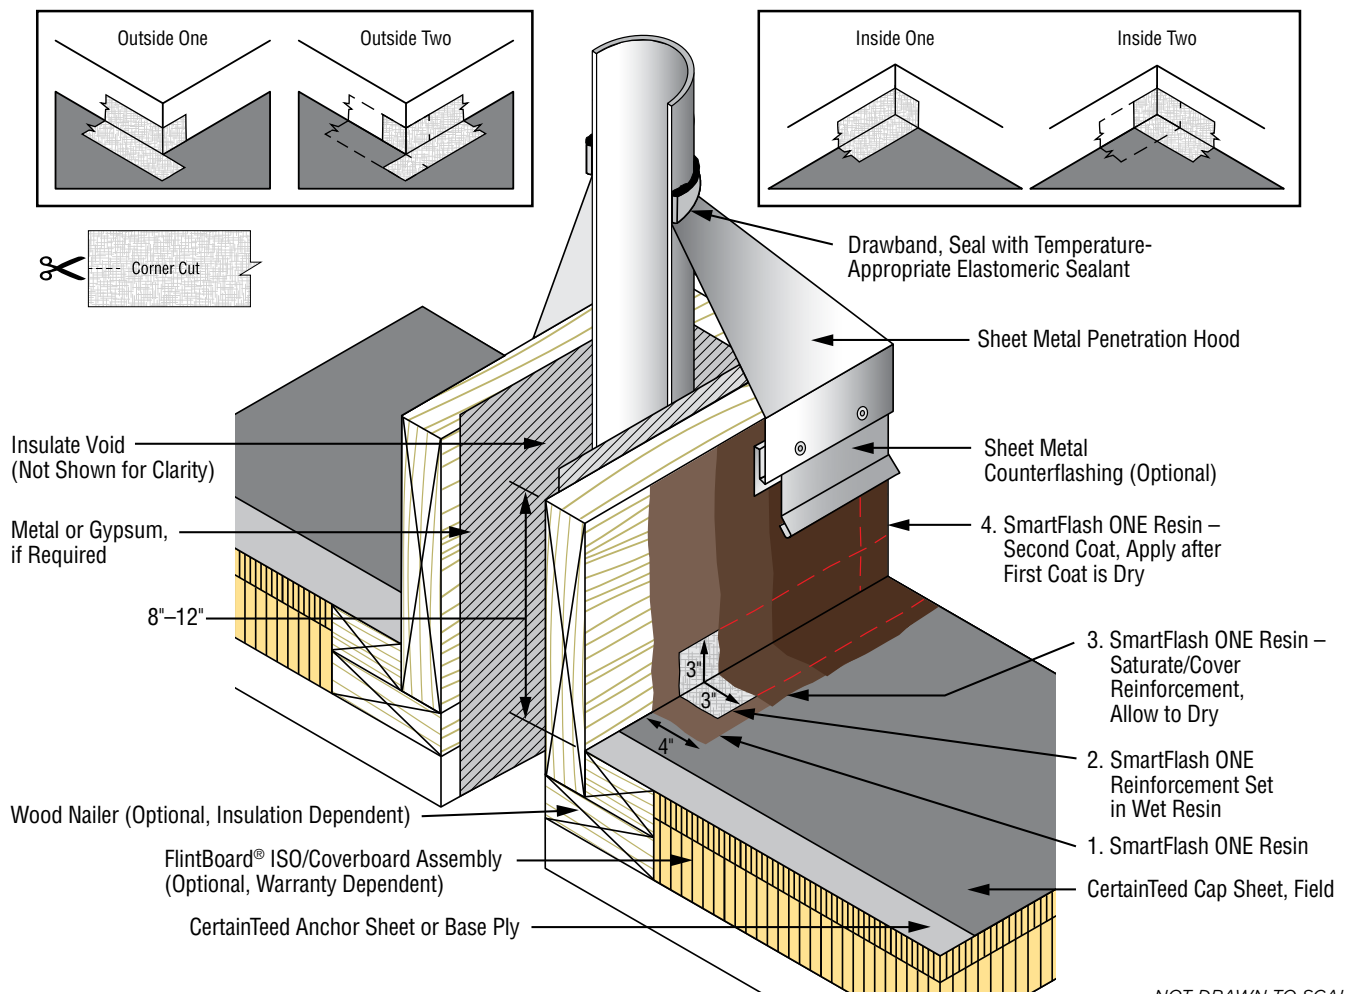 Outside One
Outside Two
Inside One
Inside Two
Corner Cut
Drawband, Seal with Temperature-
Appropriate Elastomeric Sealant
Sheet Metal Penetration Hood
Insulate Void
(Not Shown for Clarity)
Sheet Metal
Counterflashing (Optional)
Metal or Gypsum,
if Required
4. SmartFlash ONE Resin –
Second Coat, Apply after
First Coat is Dry
8"–12"
3"
3"
4"
3. SmartFlash ONE Resin –
Saturate/Cover
Reinforcement,
Allow to Dry
2. SmartFlash ONE
Reinforcement Set
in Wet Resin
Wood Nailer (Optional, Insulation Dependent)
1. SmartFlash ONE Resin
FlintBoard® ISO/Coverboard Assembly
(Optional, Warranty Dependent)
CertainTeed Cap Sheet, Field
CertainTeed Anchor Sheet or Base Ply
NOT DRAWN TO